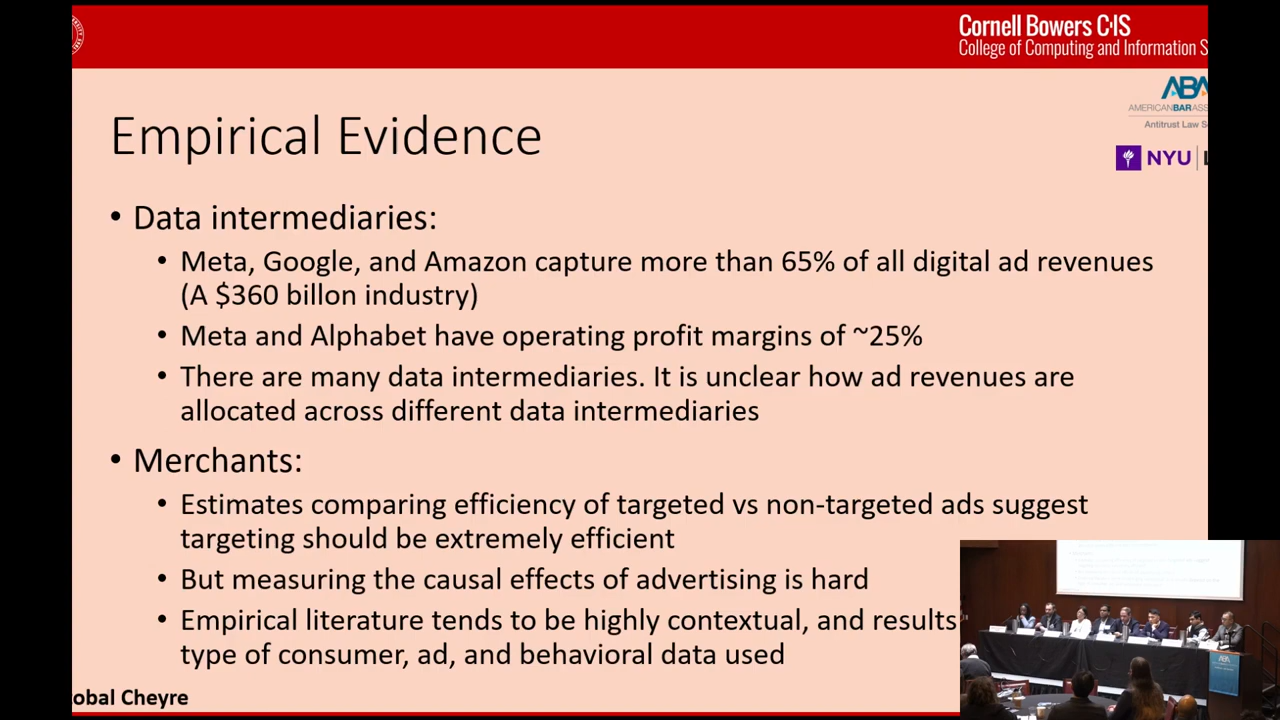 Cornell Bowers C·IS
College of Computing and Information S
ABA
AMERICANBARASS
Antitrust Law S
NYU
Empirical Evidence
• Data intermediaries:
• Meta, Google, and Amazon capture more than 65% of all digital ad revenues
(A $360 billon industry)
• Meta and Alphabet have operating profit margins of ~25%
• There are many data intermediaries. It is unclear how ad revenues are
allocated across different data intermediaries
• Merchants:
• Estimates comparing efficiency of targeted vs non-targeted ads suggest
targeting should be extremely efficient
• But measuring the causal effects of advertising is hard
• Empirical literature tends to be highly contextual, and results
type of consumer, ad, and behavioral data used
obal Cheyre
ABA